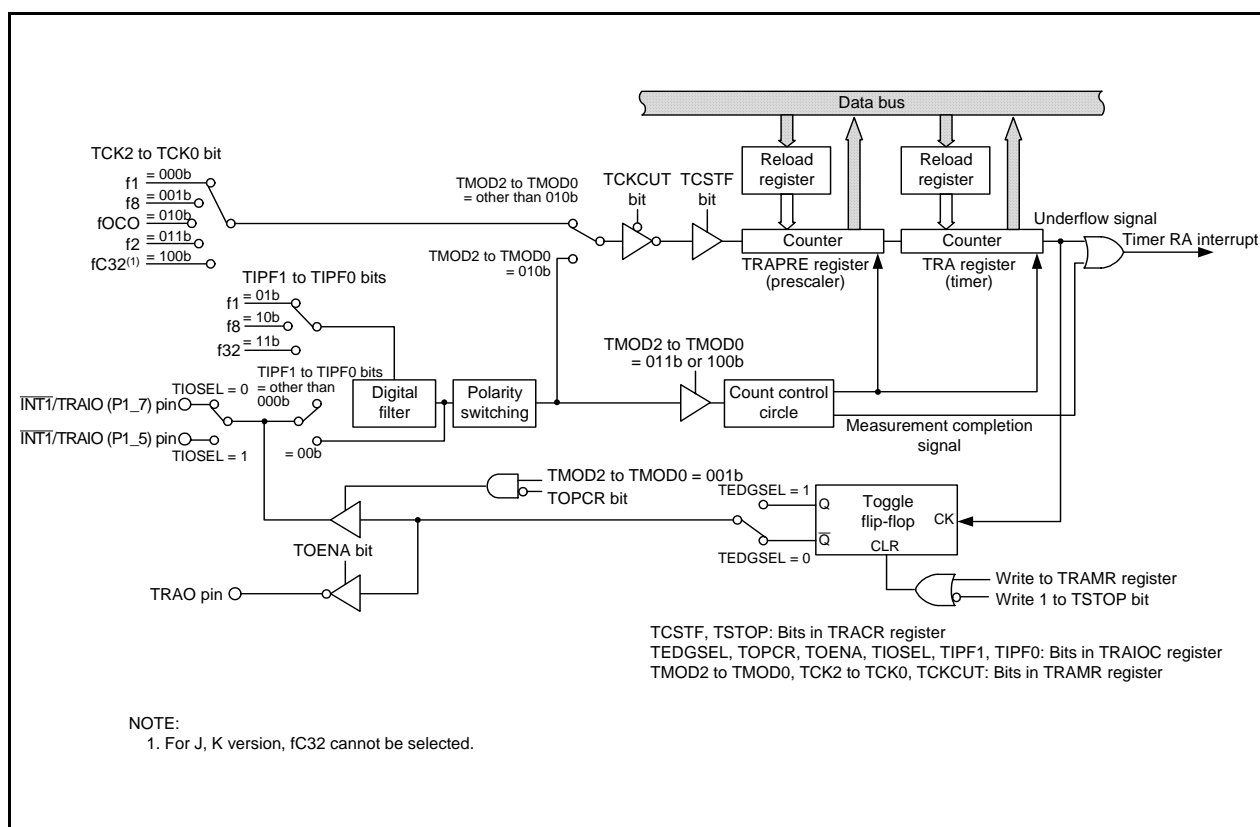 Data bus
TCK2 to TCK0 bit
f1 = 000b
f8 = 001b
fOCO = 010b
f2 = 011b
fC32(1) = 100b
TMOD2 to TMOD0
= other than 010b
TCKCUT
bit
TCSTF
bit
Reload
register
Reload
register
Counter
TRAPRE register
(prescaler)
Counter
TRA register
(timer)
Underflow signal
Timer RA interrupt
TMOD2 to TMOD0
= 010b
TIPF1 to TIPF0 bits
f1 = 01b
f8 = 10b
f32 = 11b
TMOD2 to TMOD0
= 011b or 100b
TIPF1 to TIPF0 bits
= other than
000b
TIOSEL = 0
INT1/TRAIO (P1_7) pin
INT1/TRAIO (P1_5) pin
TIOSEL = 1
= 00b
Digital
filter
Polarity
switching
Count control
circle
Measurement completion
signal
TMOD2 to TMOD0 = 001b
TOPCR bit
TEDGSEL = 1
Q
Q
TEDGSEL = 0
Toggle
flip-flop
CK
CLR
TOENA bit
TRAO pin
Write to TRAMR register
Write 1 to TSTOP bit
TCSTF, TSTOP: Bits in TRACR register
TEDGSEL, TOPCR, TOENA, TIOSEL, TIPF1, TIPF0: Bits in TRAIOC register
TMOD2 to TMOD0, TCK2 to TCK0, TCKCUT: Bits in TRAMR register
NOTE:
1. For J, K version, fC32 cannot be selected.